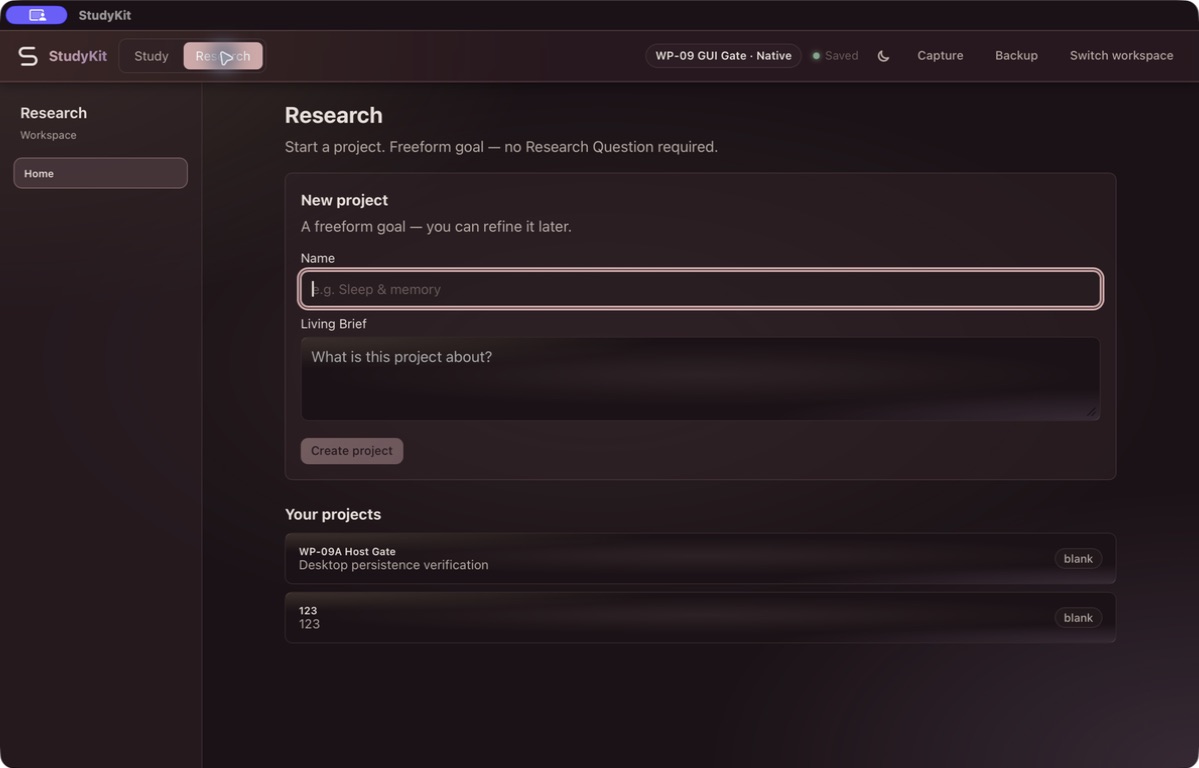 StudyKit
StudyKit
Study
Research
WP-09 GUI Gate · Native
Saved
Capture
Backup
Switch workspace
Research
Workspace
Home
Research
Start a project. Freeform goal — no Research Question required.
New project
A freeform goal — you can refine it later.
Name
e.g. Sleep & memory
Living Brief
What is this project about?
Create project
Your projects
WP-09A Host Gate
Desktop persistence verification
blank
123
123
blank